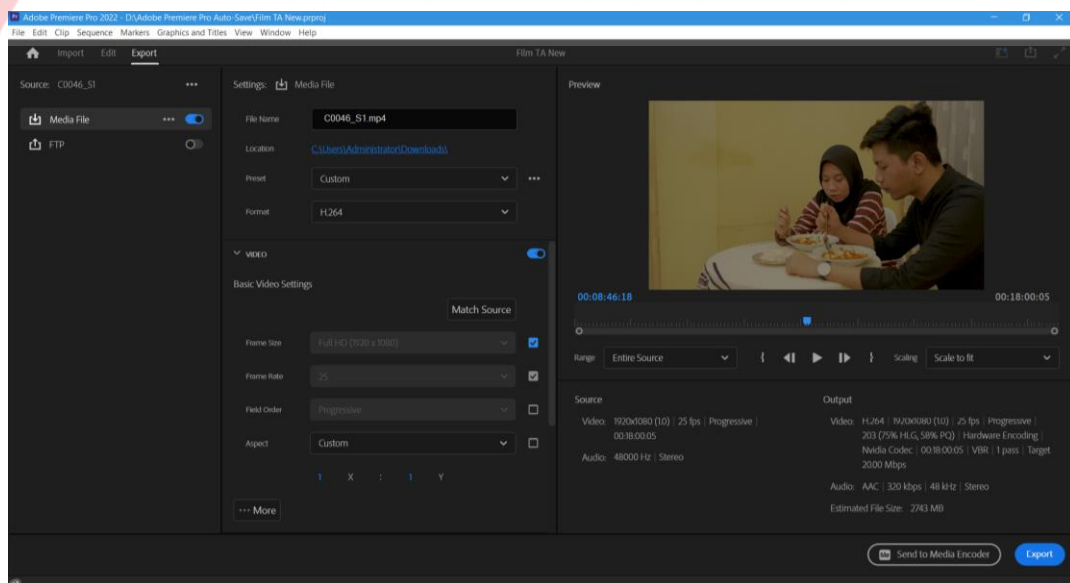 Adobe Premiere Pro 2022 - D:\Adobe Premiere Pro Auto-Save\Film TA New.prproj
File Edit Clip Sequence Markers Graphics and Titles View Window Help
Import Edit Export
Film TA New
Source: C0046_S1
Media File
FTP
Settings: Media File
File Name C0046_S1.mp4
Location C:\Users\Administrator\Downloads\
Preset Custom
Format H.264
VIDEO
Basic Video Settings
Match Source
Frame Size Full HD (1920 x 1080)
Frame Rate 25
Field Order Progressive
Aspect Custom
1 X : 1 Y
More
Preview
00:08:46:18 00:18:00:05
Range Entire Source Scaling Scale to fit
Source
Video: 1920x1080 (1.0) | 25 fps | Progressive |
00:18:00:05
Audio: 48000 Hz | Stereo
Output
Video: H.264 | 1920x1080 (1.0) | 25 fps | Progressive |
203 (75% HLG, 58% PQ) | Hardware Encoding |
Nvidia Codec | 00:18:00:05 | VBR | 1 pass | Target
20.00 Mbps
Audio: AAC | 320 kbps | 48 kHz | Stereo
Estimated File Size: 2743 MB
Me Send to Media Encoder Export